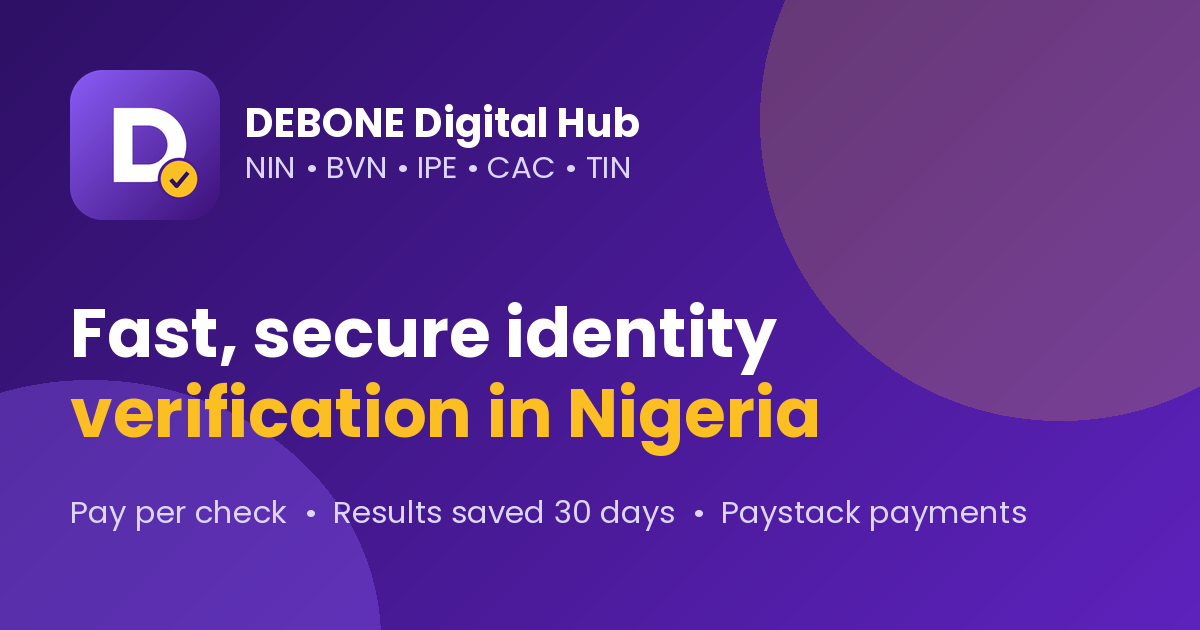 D
DEBONE Digital Hub
NIN • BVN • IPE • CAC • TIN
Fast, secure identity
verification in Nigeria
Pay per check • Results saved 30 days • Paystack payments